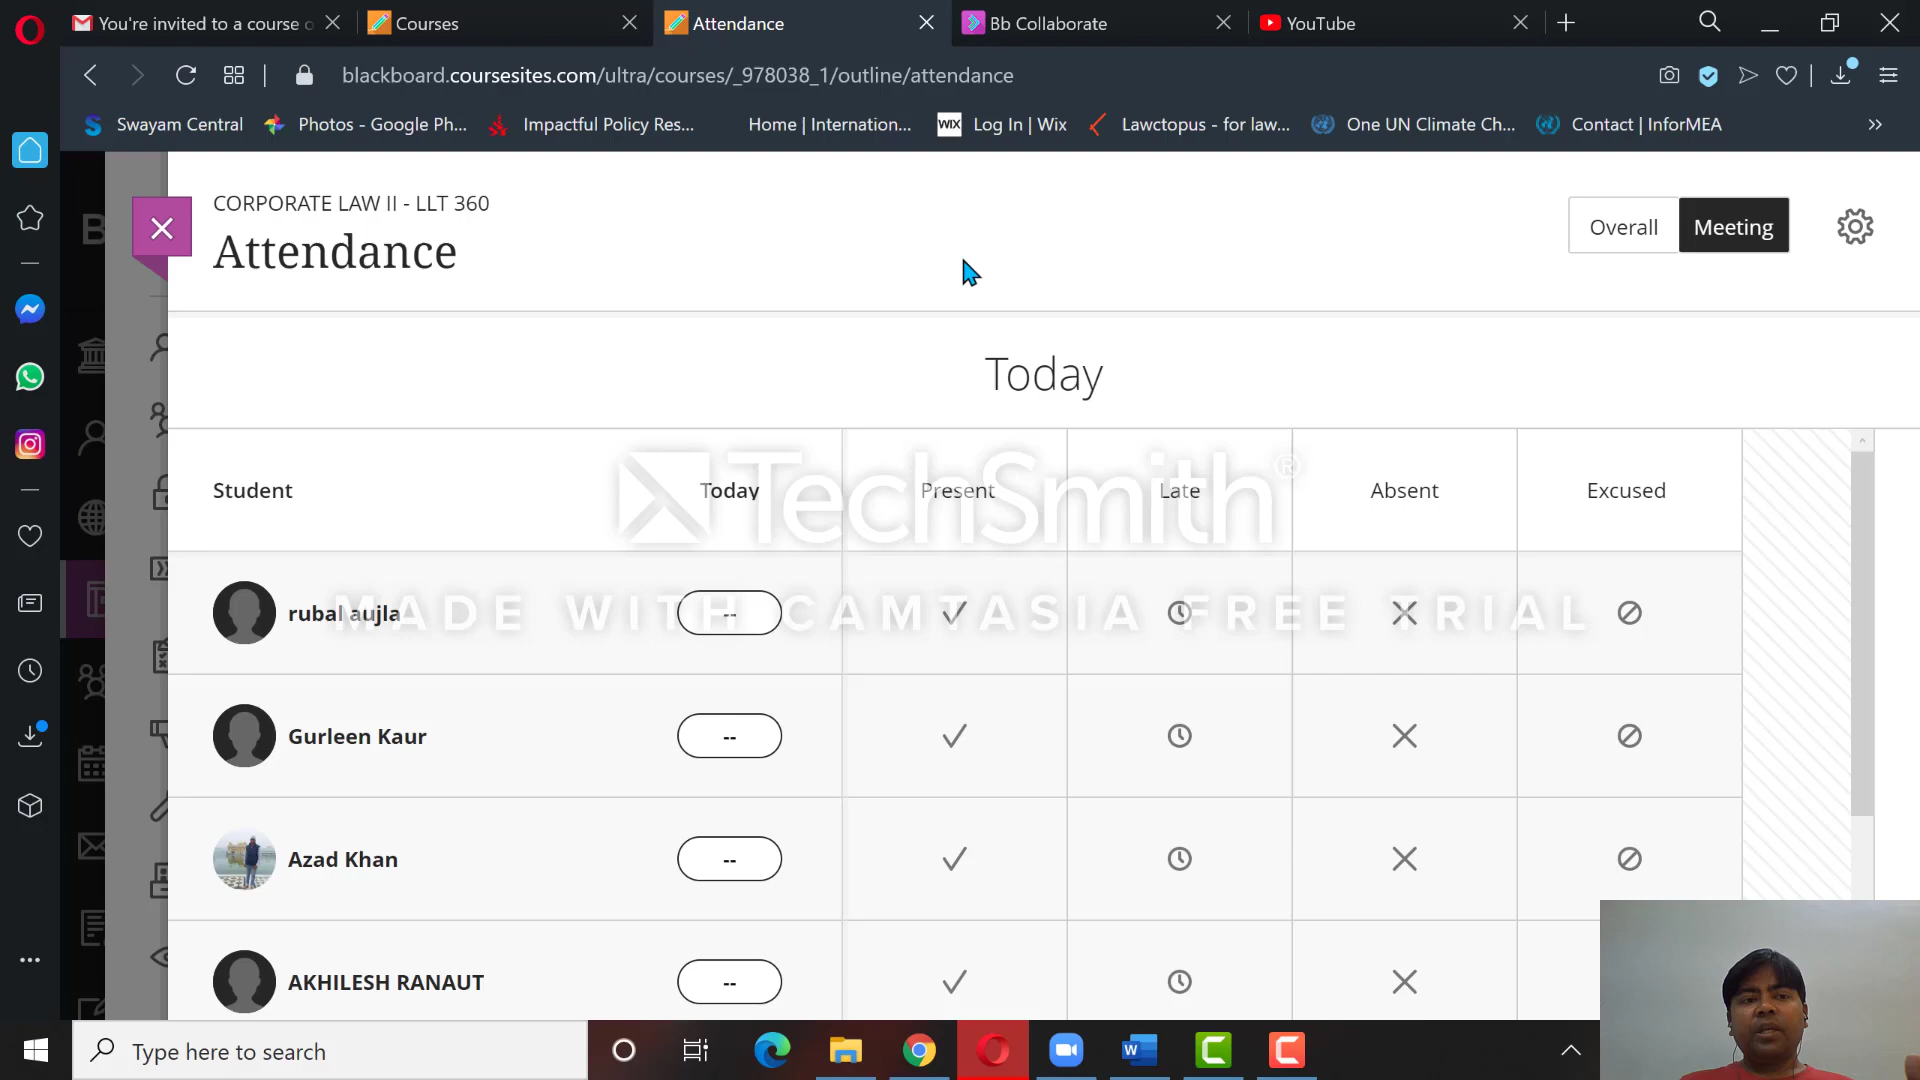 You're invited to a course o
Courses
Attendance
Bb Collaborate
YouTube
blackboard.coursesites.com/ultra/courses/_978038_1/outline/attendance
Swayam Central
Photos - Google Ph...
Impactful Policy Res...
Home | Internation...
WIX
Log In | Wix
Lawctopus - for law...
One UN Climate Ch...
Contact | InforMEA
B
CORPORATE LAW II - LLT 360
Attendance
Overall
Meeting
Today
Student
Today
Present
Late
Absent
Excused
TechSmith®
MADE WITH CAMTASIA FREE TRIAL
rubal aujla
--
Gurleen Kaur
--
Azad Khan
--
AKHILESH RANAUT
--
Type here to search